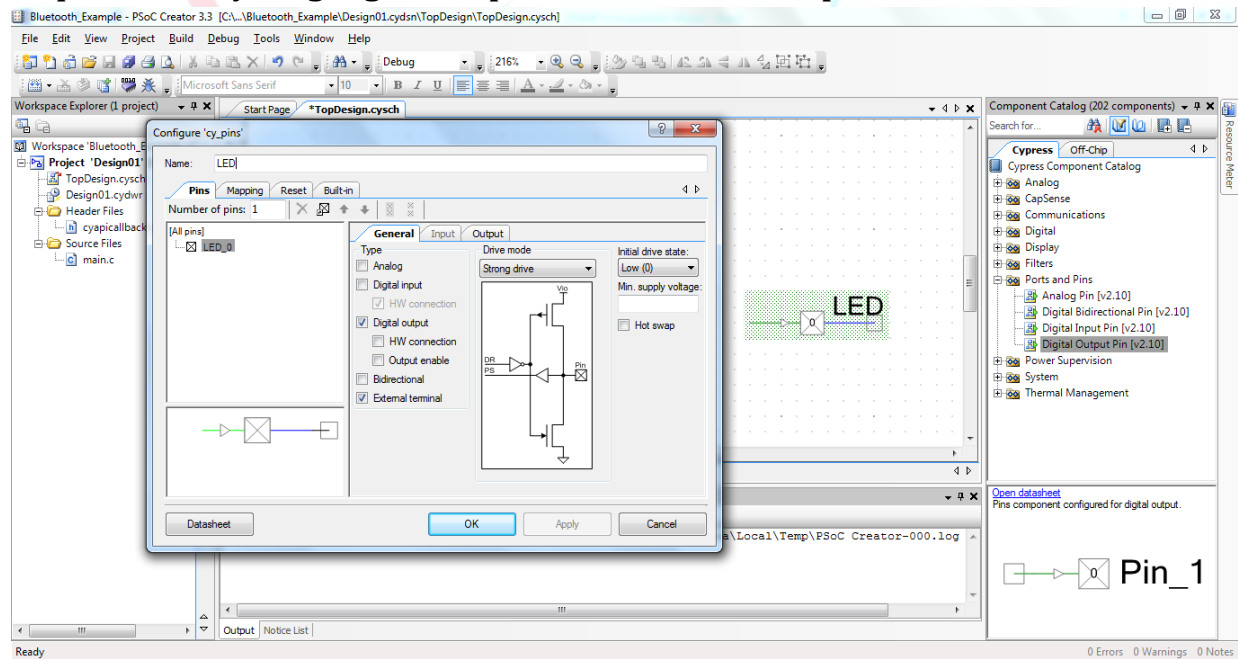 Bluetooth_Example - PSoC Creator 3.3 [C:\...\Bluetooth_Example\Design01.cydsn\TopDesign\TopDesign.cysch]
File Edit View Project Build Debug Tools Window Help
Debug 216%
Microsoft Sans Serif 10 B I U
Workspace Explorer (1 project)
Workspace 'Bluetooth_E
Project 'Design01'
TopDesign.cysch
Design01.cydwr
Header Files
cyapicallback
Source Files
main.c
Start Page *TopDesign.cysch
Configure 'cy_pins'
Name: LED
Pins Mapping Reset Built-in
Number of pins: 1
[All pins]
LED_0
General Input Output
Type
Analog
Digital input
HW connection
Digital output
HW connection
Output enable
Bidirectional
External terminal
Drive mode
Strong drive
Vio
DR
PS
Pin
Initial drive state:
Low (0)
Min. supply voltage:
Hot swap
Datasheet OK Apply Cancel
LED
0
a\Local\Temp\PSoC Creator-000.log
Output Notice List
Component Catalog (202 components)
Search for...
Cypress Off-Chip
Cypress Component Catalog
Analog
CapSense
Communications
Digital
Display
Filters
Ports and Pins
Analog Pin [v2.10]
Digital Bidirectional Pin [v2.10]
Digital Input Pin [v2.10]
Digital Output Pin [v2.10]
Power Supervision
System
Thermal Management
Open datasheet
Pins component configured for digital output.
0 Pin_1
Resource Meter
Ready 0 Errors 0 Warnings 0 Notes